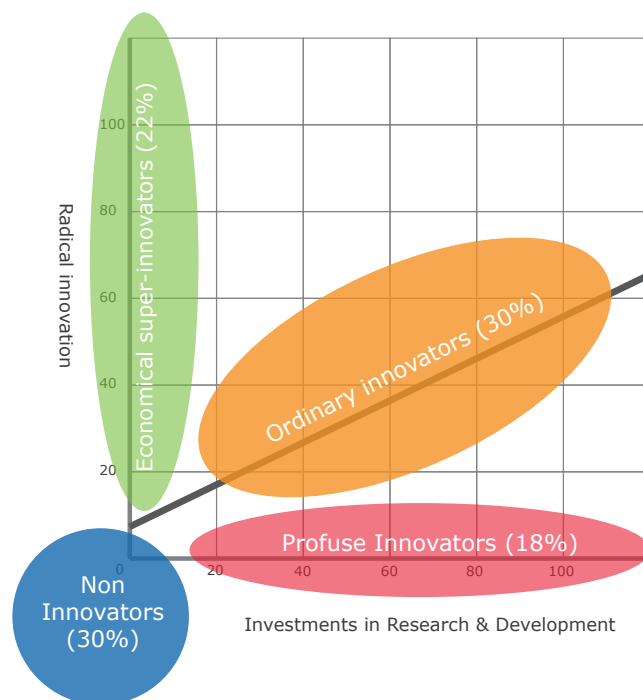 Radical innovation
100
80
60
40
20
0
20
40
60
80
100
Economical super-innovators (22%)
Ordinary innovators (30%)
Profuse Innovators (18%)
Non
Innovators
(30%)
Investments in Research & Development